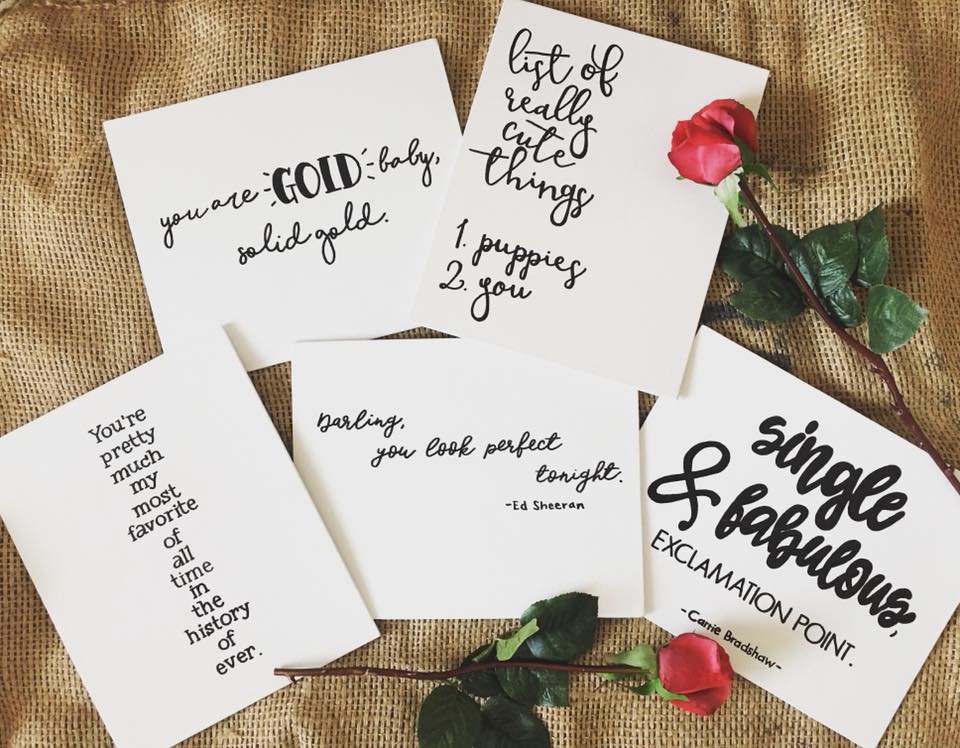 you are GOLD baby,
solid gold.
list of
really
cute
things
1. puppies
2. you
You're
pretty
much
my
most
favorite
of
all
time
in
the
history
of
ever.
Darling,
you look perfect
tonight.
-Ed Sheeran
single
& fabulous,
EXCLAMATION POINT.
-Carrie Bradshaw-